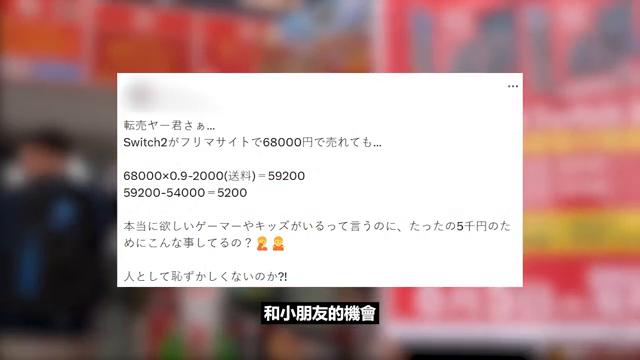 転売ヤー君さぁ...
Switch2がフリマサイトで68000円で売れても...
68000×0.9-2000(送料)＝59200
59200-54000＝5200
本当に欲しいゲーマーやキッズがいるって言うのに、たったの5千円のた
めにこんな事してるの？🤦🤷
人として恥ずかしくないのか⁈
和小朋友的機會